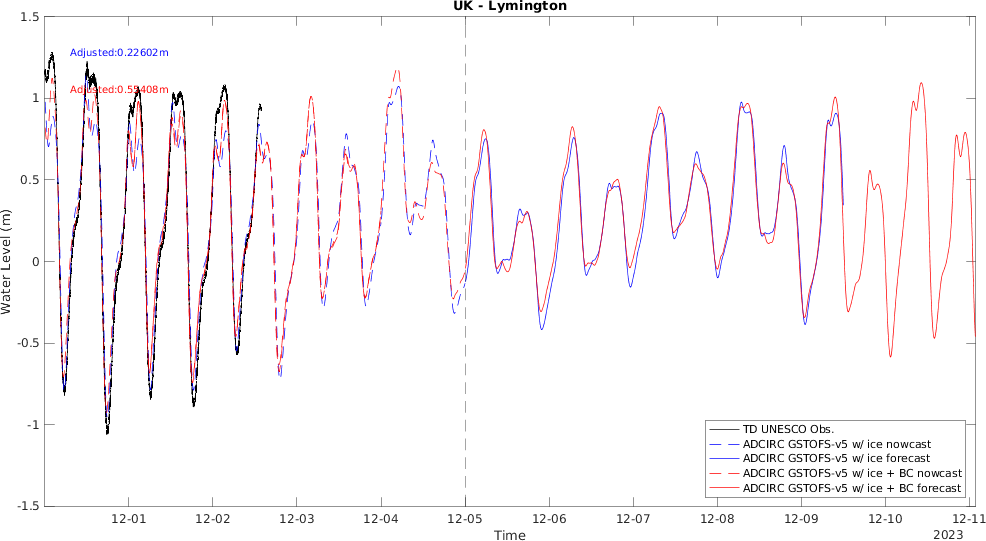 UK - Lymington
1.5
1
0.5
0
-0.5
-1
-1.5
Water Level (m)
Adjusted:0.22602m
Adjusted:0.55408m
TD UNESCO Obs.
ADCIRC GSTOFS-v5 w/ ice nowcast
ADCIRC GSTOFS-v5 w/ ice forecast
ADCIRC GSTOFS-v5 w/ ice + BC nowcast
ADCIRC GSTOFS-v5 w/ ice + BC forecast
12-01 12-02 12-03 12-04 12-05 12-06 12-07 12-08 12-09 12-10 12-11
Time
2023